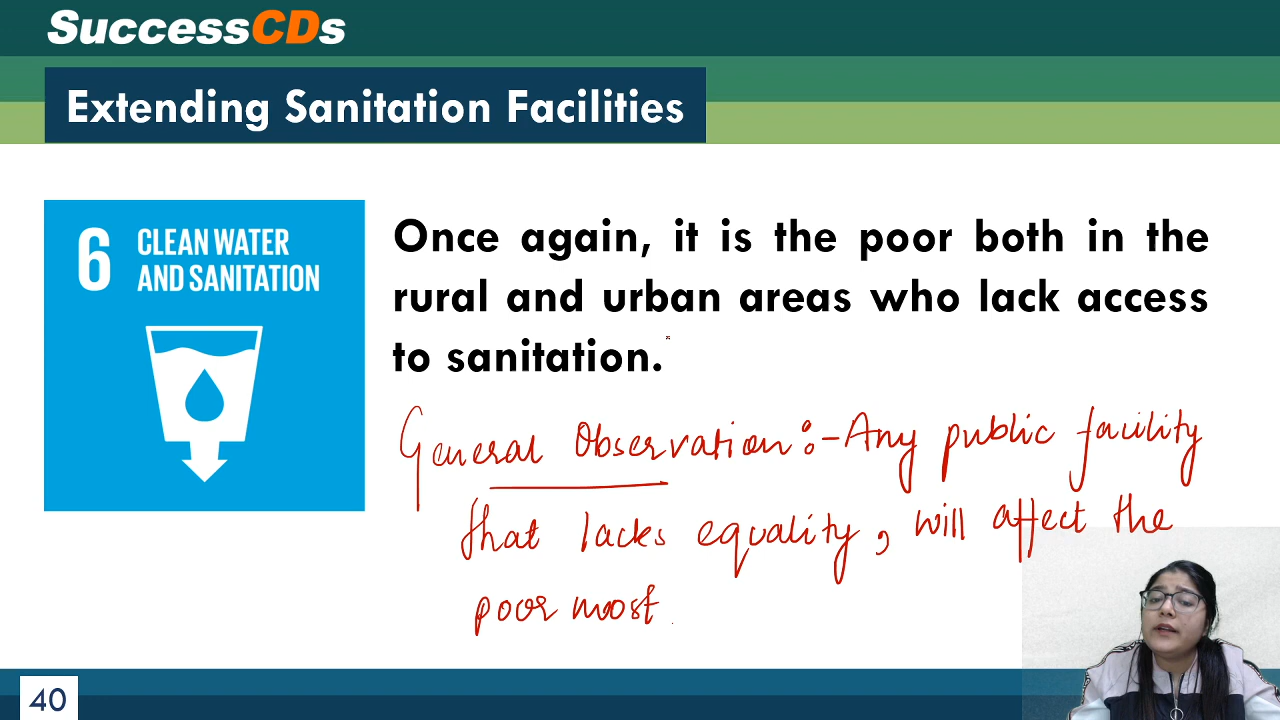 SuccessCDs
Extending Sanitation Facilities
6 CLEAN WATER
AND SANITATION
Once again, it is the poor both in the
rural and urban areas who lack access
to sanitation.
General Observation:- Any public facility
that lacks equality, will affect the
poor most.
40